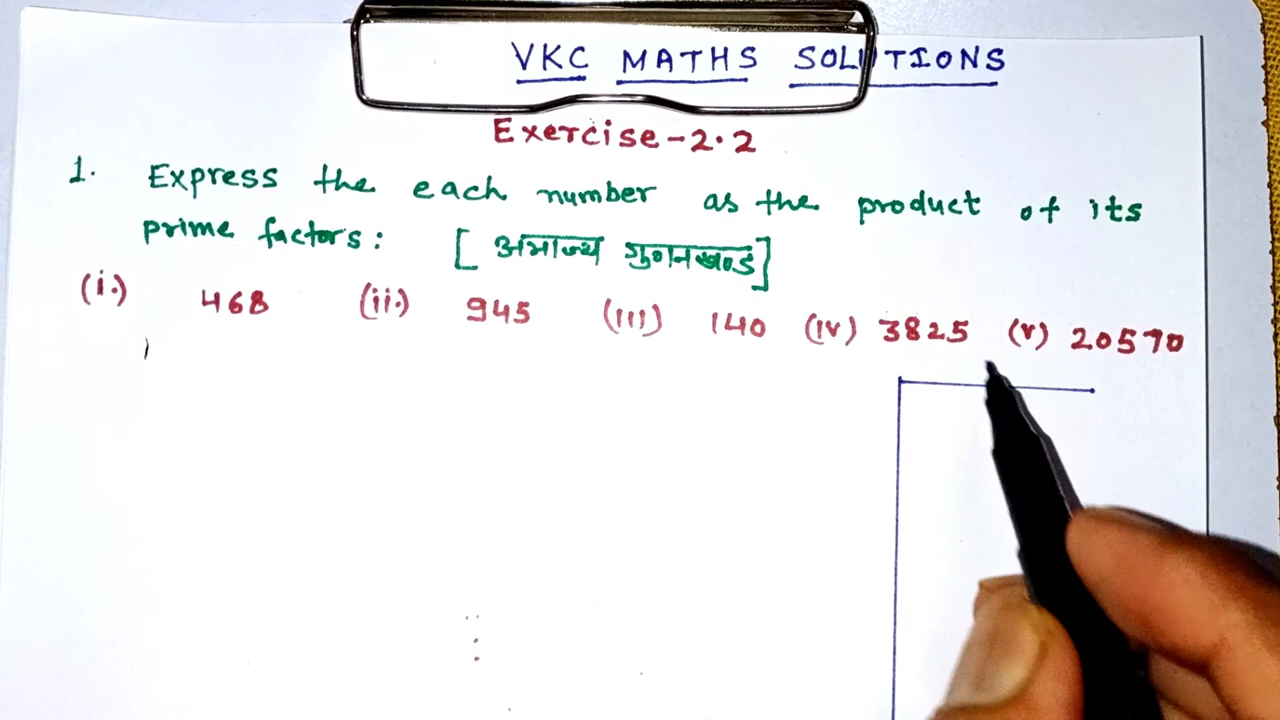 VKC MATHS SOLUTIONS
Exercise-2.2
1. Express the each number as the product of its
prime factors: [अभाज्य गुणनखण्ड]
(i.) 468 (ii.) 945 (iii) 140 (iv) 3825 (v) 20570